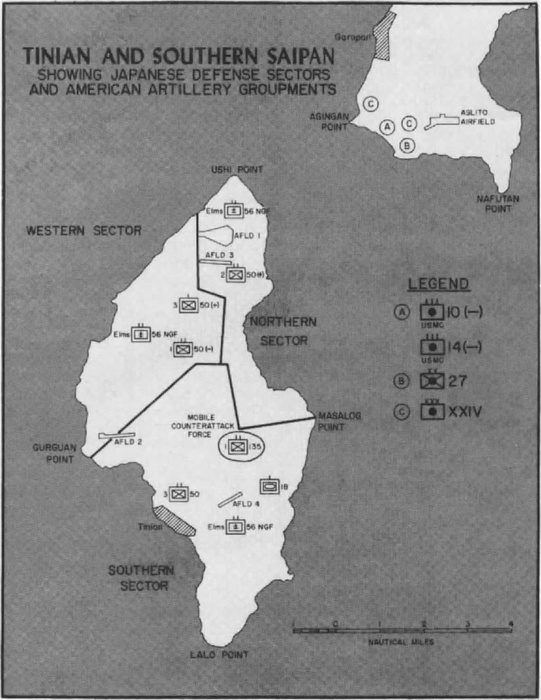 TINIAN AND SOUTHERN SAIPAN
SHOWING JAPANESE DEFENSE SECTORS
AND AMERICAN ARTILLERY GROUPMENTS
Garapan
C
A
C
B
AGINGAN
POINT
ASLITO
AIRFIELD
NAFUTAN
POINT
USHI POINT
WESTERN SECTOR
Elms 56 NGF
AFLD 1
AFLD 3
2 50(+)
3 50(+)
NORTHERN
SECTOR
Elms 56 NGF
1 50(-)
MOBILE
COUNTERATTACK
FORCE
MASALOG
POINT
AFLD 2
GURGUAN
POINT
1 135
3 50
18
AFLD 4
Tinian
Elms 56 NGF
SOUTHERN
SECTOR
LALO POINT
LEGEND
A 10(-)
USMC
14(-)
USMC
B 27
C XXIV
1 0 1 2 3 4
NAUTICAL MILES